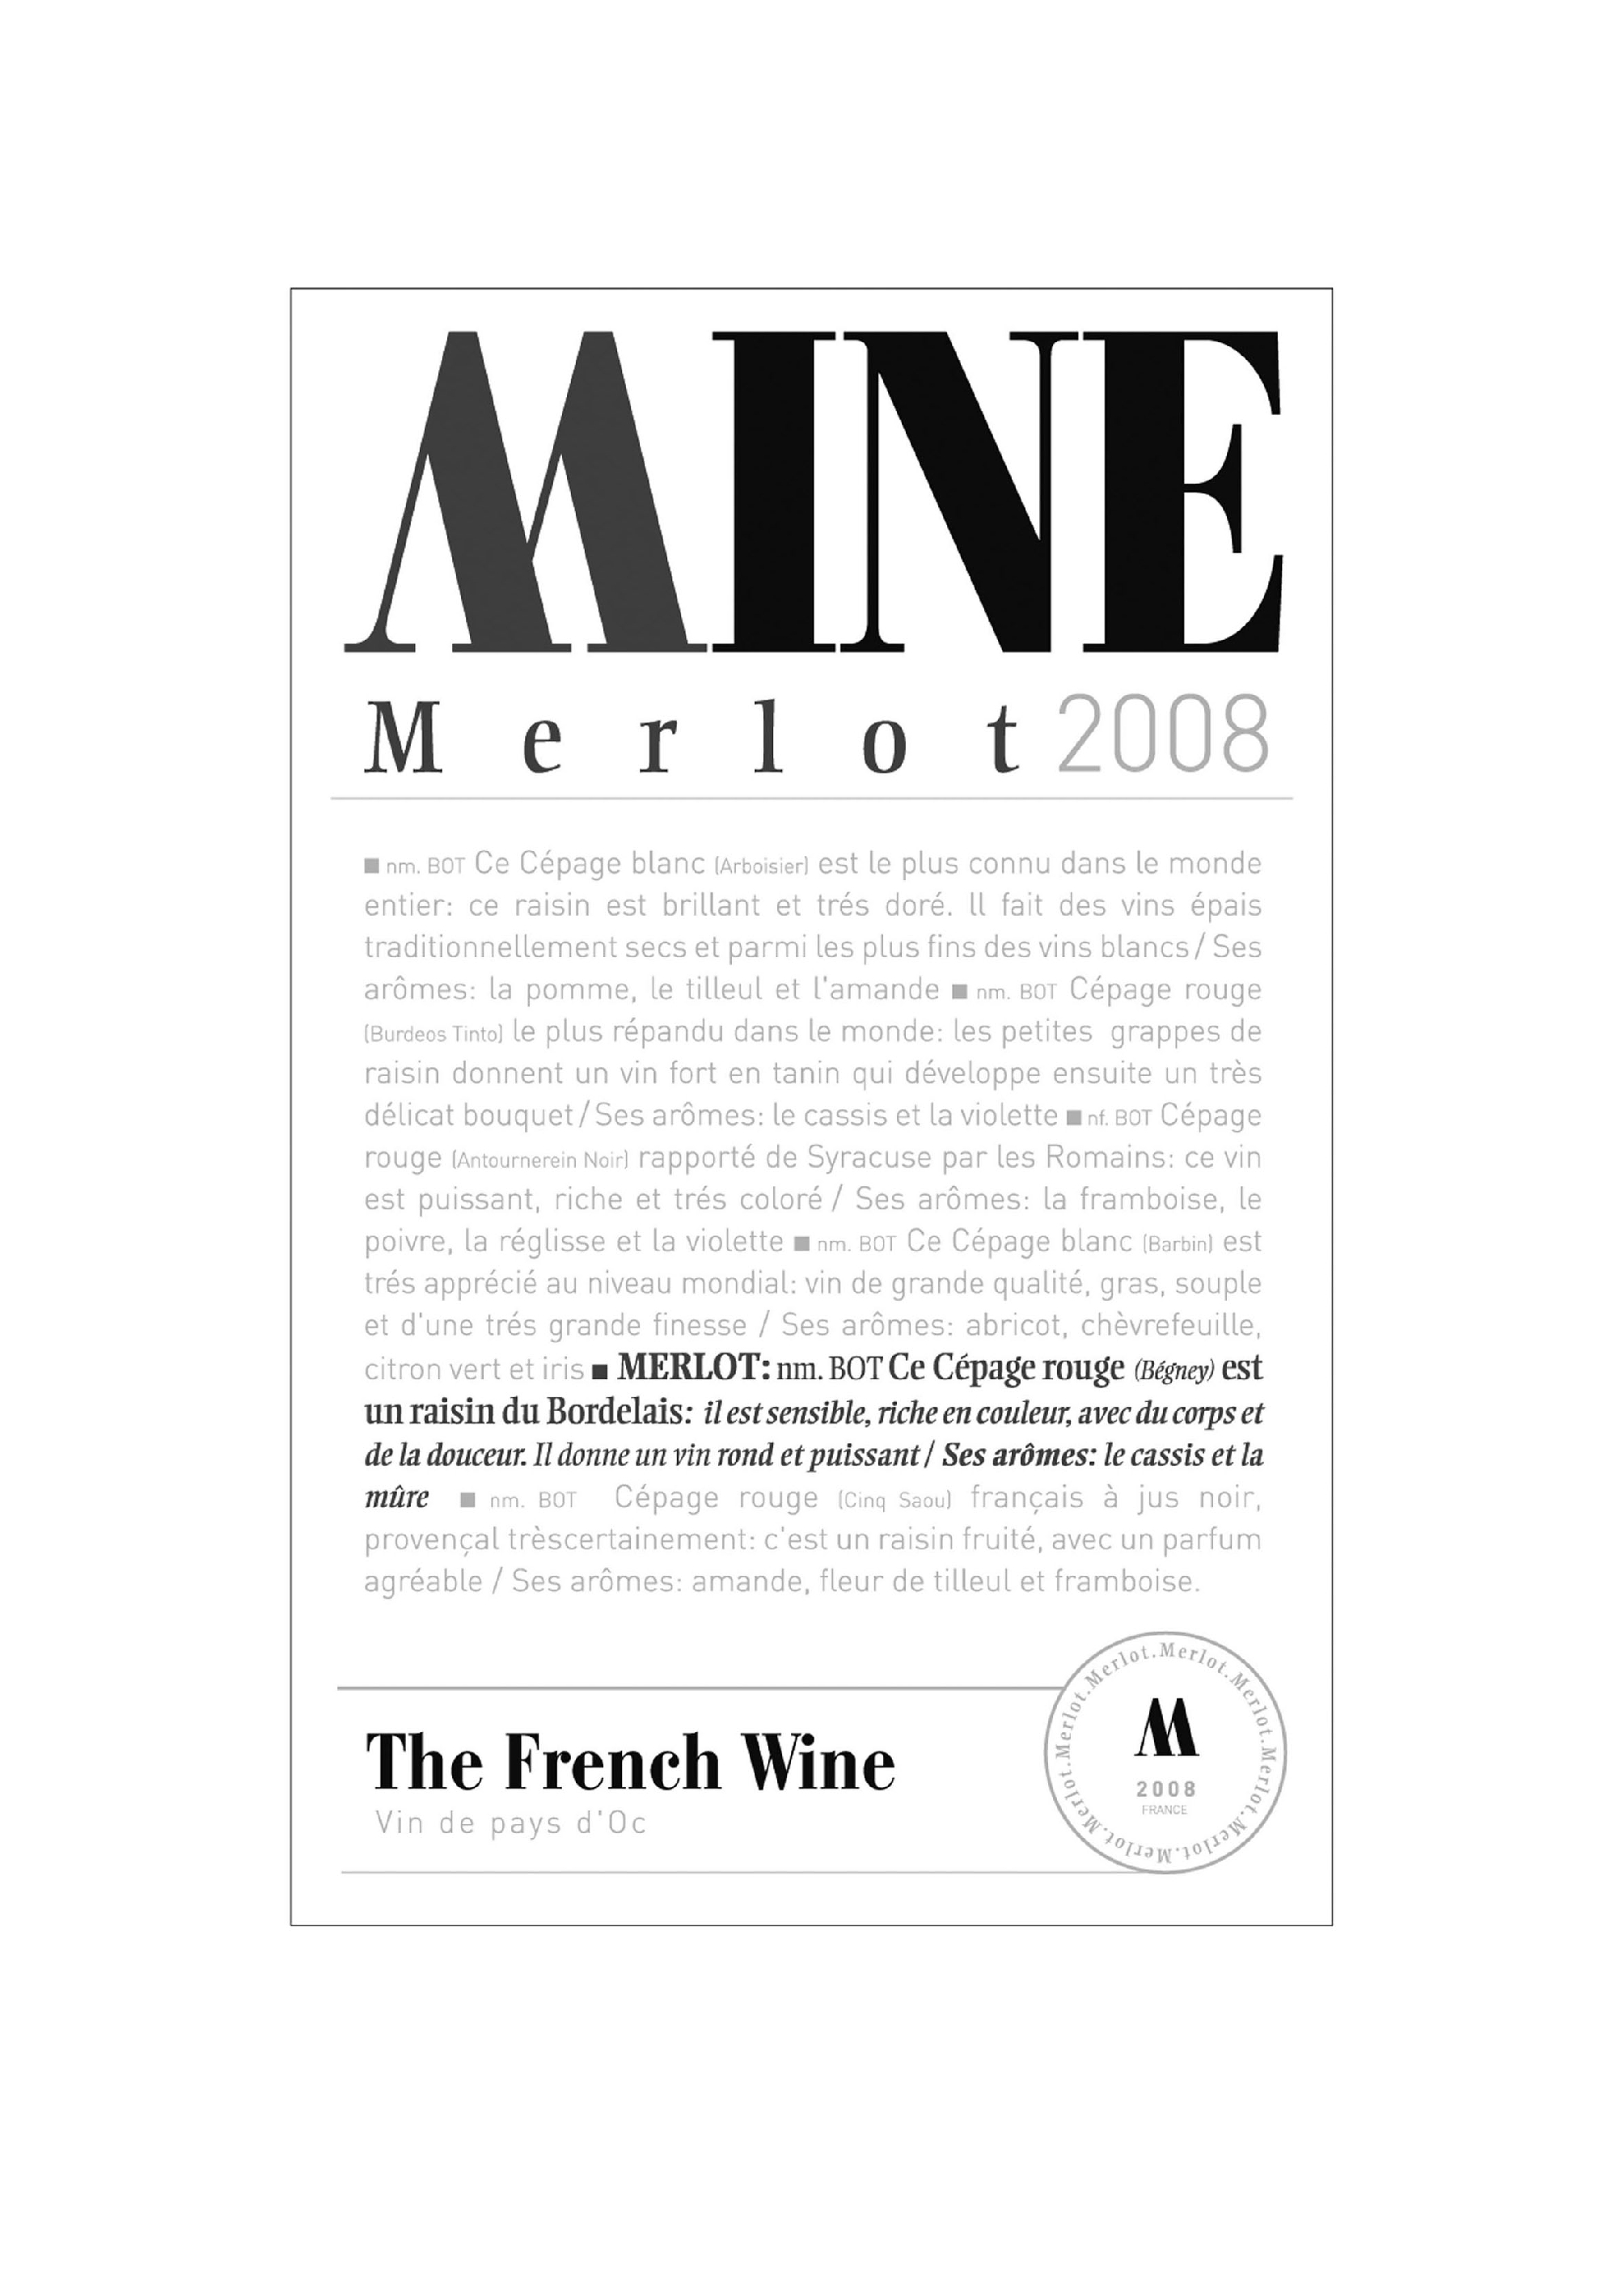 MINE
Merlot 2008
■ nm. BOT Ce Cépage blanc (Arboisier) est le plus connu dans le monde
entier: ce raisin est brillant et trés doré. Il fait des vins épais
traditionnellement secs et parmi les plus fins des vins blancs / Ses
arômes: la pomme, le tilleul et l'amande ■ nm. BOT Cépage rouge
(Burdeos Tinto) le plus répandu dans le monde: les petites grappes de
raisin donnent un vin fort en tanin qui développe ensuite un très
délicat bouquet / Ses arômes: le cassis et la violette ■ nf. BOT Cépage
rouge (Antournerein Noir) rapporté de Syracuse par les Romains: ce vin
est puissant, riche et trés coloré / Ses arômes: la framboise, le
poivre, la réglisse et la violette ■ nm. BOT Ce Cépage blanc (Barbin) est
trés apprécié au niveau mondial: vin de grande qualité, gras, souple
et d'une trés grande finesse / Ses arômes: abricot, chèvrefeuille,
citron vert et iris ■ MERLOT: nm. BOT Ce Cépage rouge (Bégney) est
un raisin du Bordelais: il est sensible, riche en couleur, avec du corps et
de la douceur. Il donne un vin rond et puissant / Ses arômes: le cassis et la
mûre ■ nm. BOT Cépage rouge (Cinq Saou) français à jus noir,
provençal trèscertainement: c'est un raisin fruité, avec un parfum
agréable / Ses arômes: amande, fleur de tilleul et framboise.
The French Wine
Vin de pays d'Oc
Merlot.Merlot.Merlot.Merlot.Merlot.Merlot.Merlot.Merlot.
M
2008
FRANCE